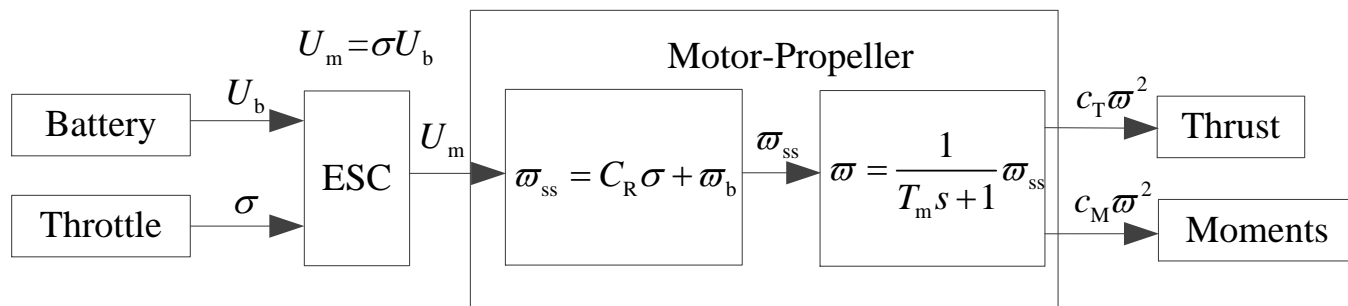 U_m = σU_b
Motor-Propeller
Battery
U_b
Throttle
σ
ESC
U_m
ϖ_ss = C_R σ + ϖ_b
ϖ_ss
ϖ = \frac{1}{T_m s + 1} ϖ_ss
c_T ϖ^2
Thrust
c_M ϖ^2
Moments